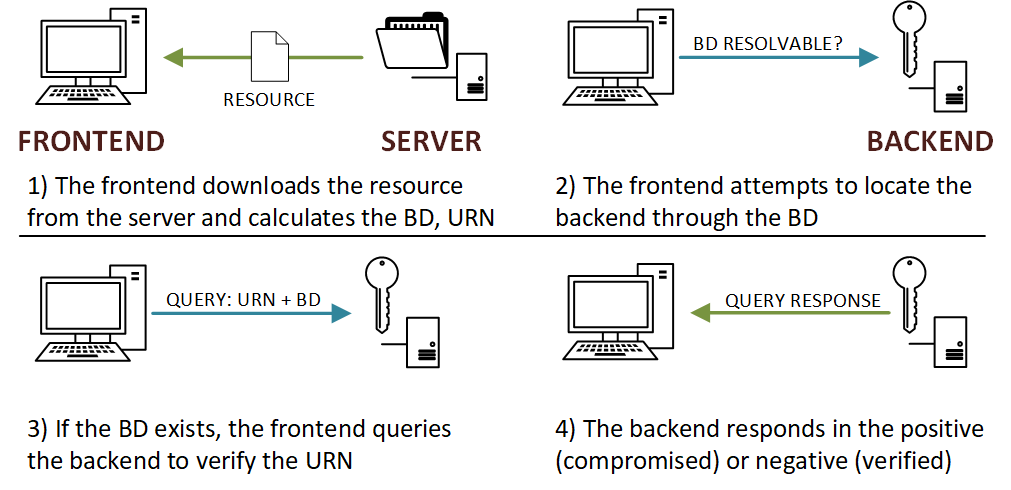 RESOURCE
FRONTEND
SERVER
1) The frontend downloads the resource
from the server and calculates the BD, URN
BD RESOLVABLE?
BACKEND
2) The frontend attempts to locate the
backend through the BD
QUERY: URN + BD
3) If the BD exists, the frontend queries
the backend to verify the URN
QUERY RESPONSE
4) The backend responds in the positive
(compromised) or negative (verified)